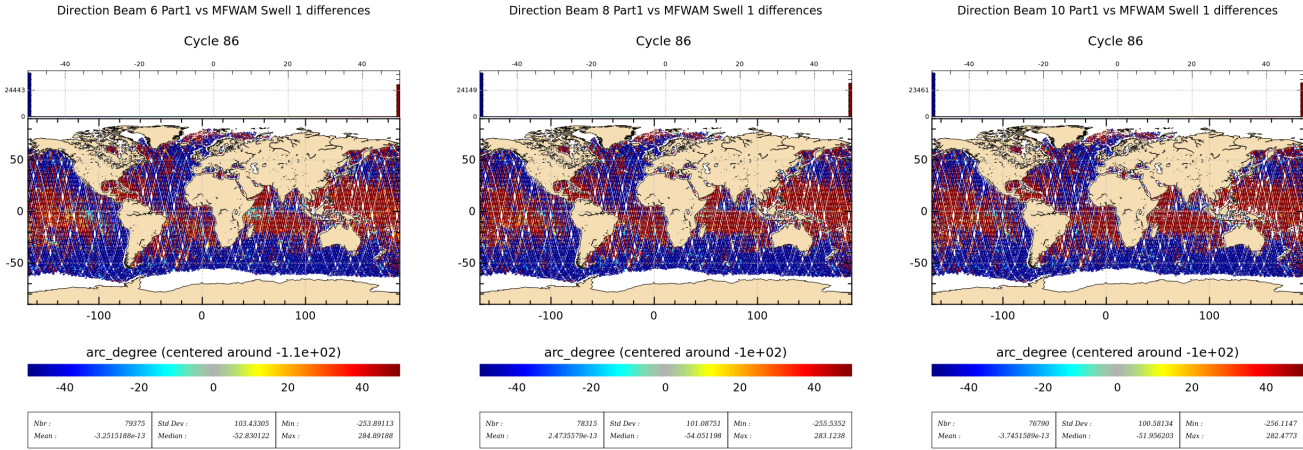 Direction Beam 6 Part1 vs MFWAM Swell 1 differences
Cycle 86
-40 -20 0 20 40
24443
0
50
0
-50
-100 0 100
arc_degree (centered around -1.1e+02)
-40 -20 0 20 40
Nbr : 79375 Std Dev : 103.43305 Min : -253.89113
Mean : -3.2515188e-13 Median : -52.830122 Max : 284.89188
Direction Beam 8 Part1 vs MFWAM Swell 1 differences
Cycle 86
-40 -20 0 20 40
24149
0
50
0
-50
-100 0 100
arc_degree (centered around -1e+02)
-40 -20 0 20 40
Nbr : 78315 Std Dev : 101.08751 Min : -255.5352
Mean : 2.4735579e-13 Median : -54.051198 Max : 283.1238
Direction Beam 10 Part1 vs MFWAM Swell 1 differences
Cycle 86
-40 -20 0 20 40
23461
0
50
0
-50
-100 0 100
arc_degree (centered around -1e+02)
-40 -20 0 20 40
Nbr : 76790 Std Dev : 100.58134 Min : -256.1147
Mean : -3.7451589e-13 Median : -51.956203 Max : 282.4773